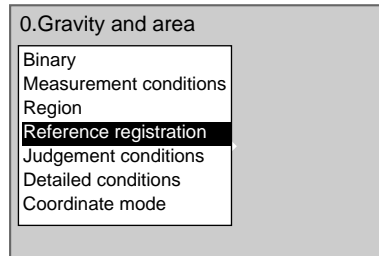 0.Gravity and area
Binary
Measurement conditions
Region
Reference registration
Judgement conditions
Detailed conditions
Coordinate mode